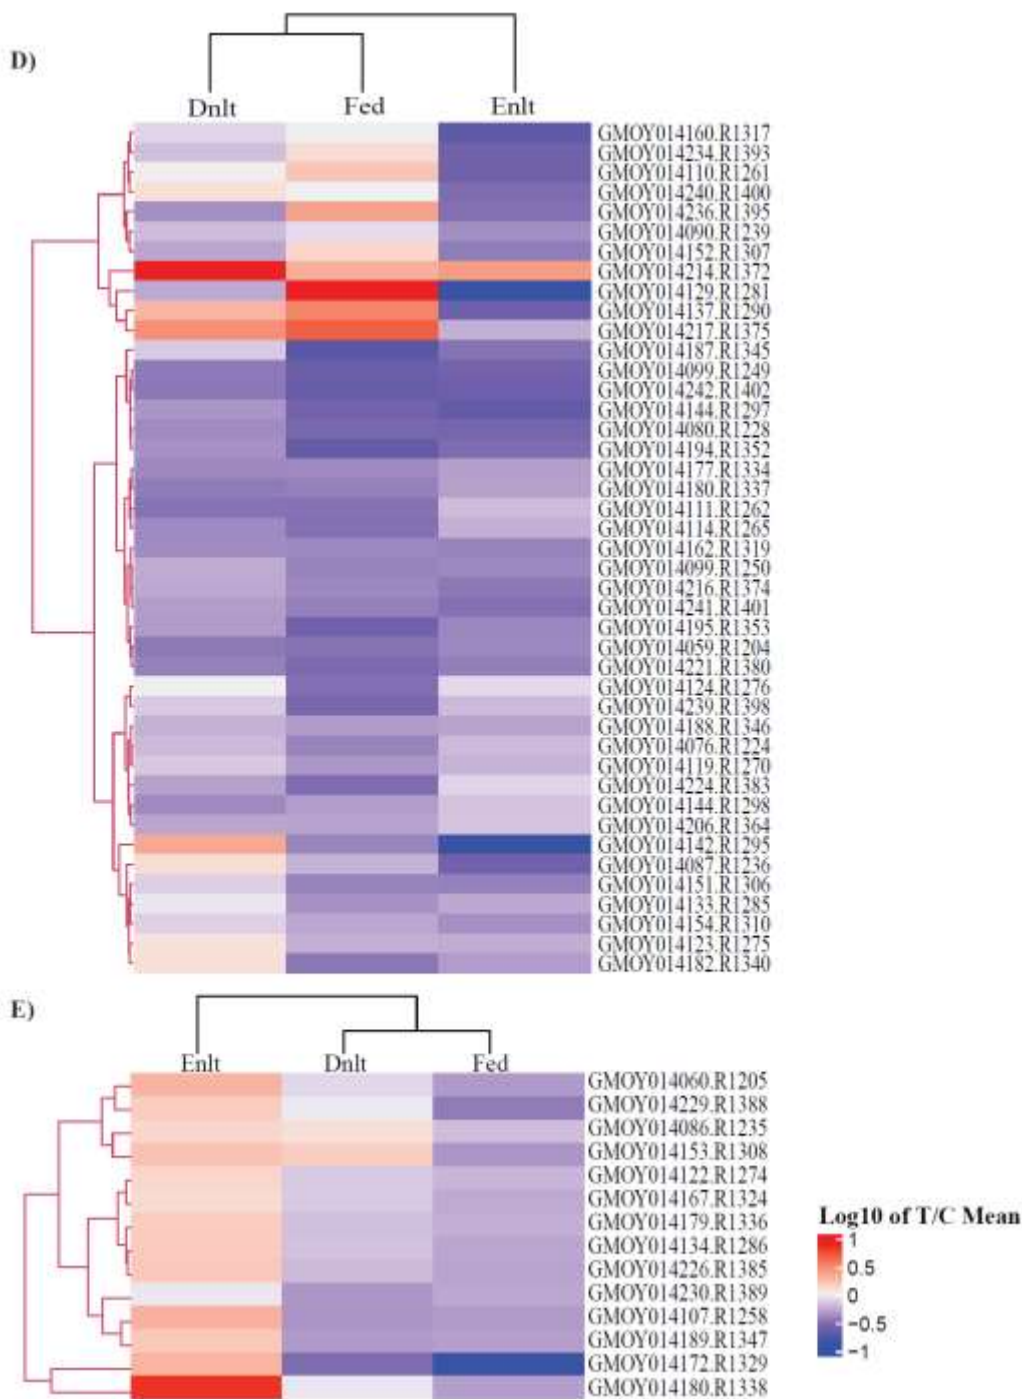 D)
Dnlt Fed Enlt
GMOY014160.R1317
GMOY014234.R1393
GMOY014110.R1261
GMOY014240.R1400
GMOY014236.R1395
GMOY014090.R1239
GMOY014152.R1307
GMOY014214.R1372
GMOY014129.R1281
GMOY014137.R1290
GMOY014217.R1375
GMOY014187.R1345
GMOY014099.R1249
GMOY014242.R1402
GMOY014144.R1297
GMOY014080.R1228
GMOY014194.R1352
GMOY014177.R1334
GMOY014180.R1337
GMOY014111.R1262
GMOY014114.R1265
GMOY014162.R1319
GMOY014099.R1250
GMOY014216.R1374
GMOY014241.R1401
GMOY014195.R1353
GMOY014059.R1204
GMOY014221.R1380
GMOY014124.R1276
GMOY014239.R1398
GMOY014188.R1346
GMOY014076.R1224
GMOY014119.R1270
GMOY014224.R1383
GMOY014144.R1298
GMOY014206.R1364
GMOY014142.R1295
GMOY014087.R1236
GMOY014151.R1306
GMOY014133.R1285
GMOY014154.R1310
GMOY014123.R1275
GMOY014182.R1340
E)
Enlt Dnlt Fed
GMOY014060.R1205
GMOY014229.R1388
GMOY014086.R1235
GMOY014153.R1308
GMOY014122.R1274
GMOY014167.R1324
GMOY014179.R1336
GMOY014134.R1286
GMOY014226.R1385
GMOY014230.R1389
GMOY014107.R1258
GMOY014189.R1347
GMOY014172.R1329
GMOY014180.R1338
Log10 of T/C Mean
1
0.5
0
−0.5
−1